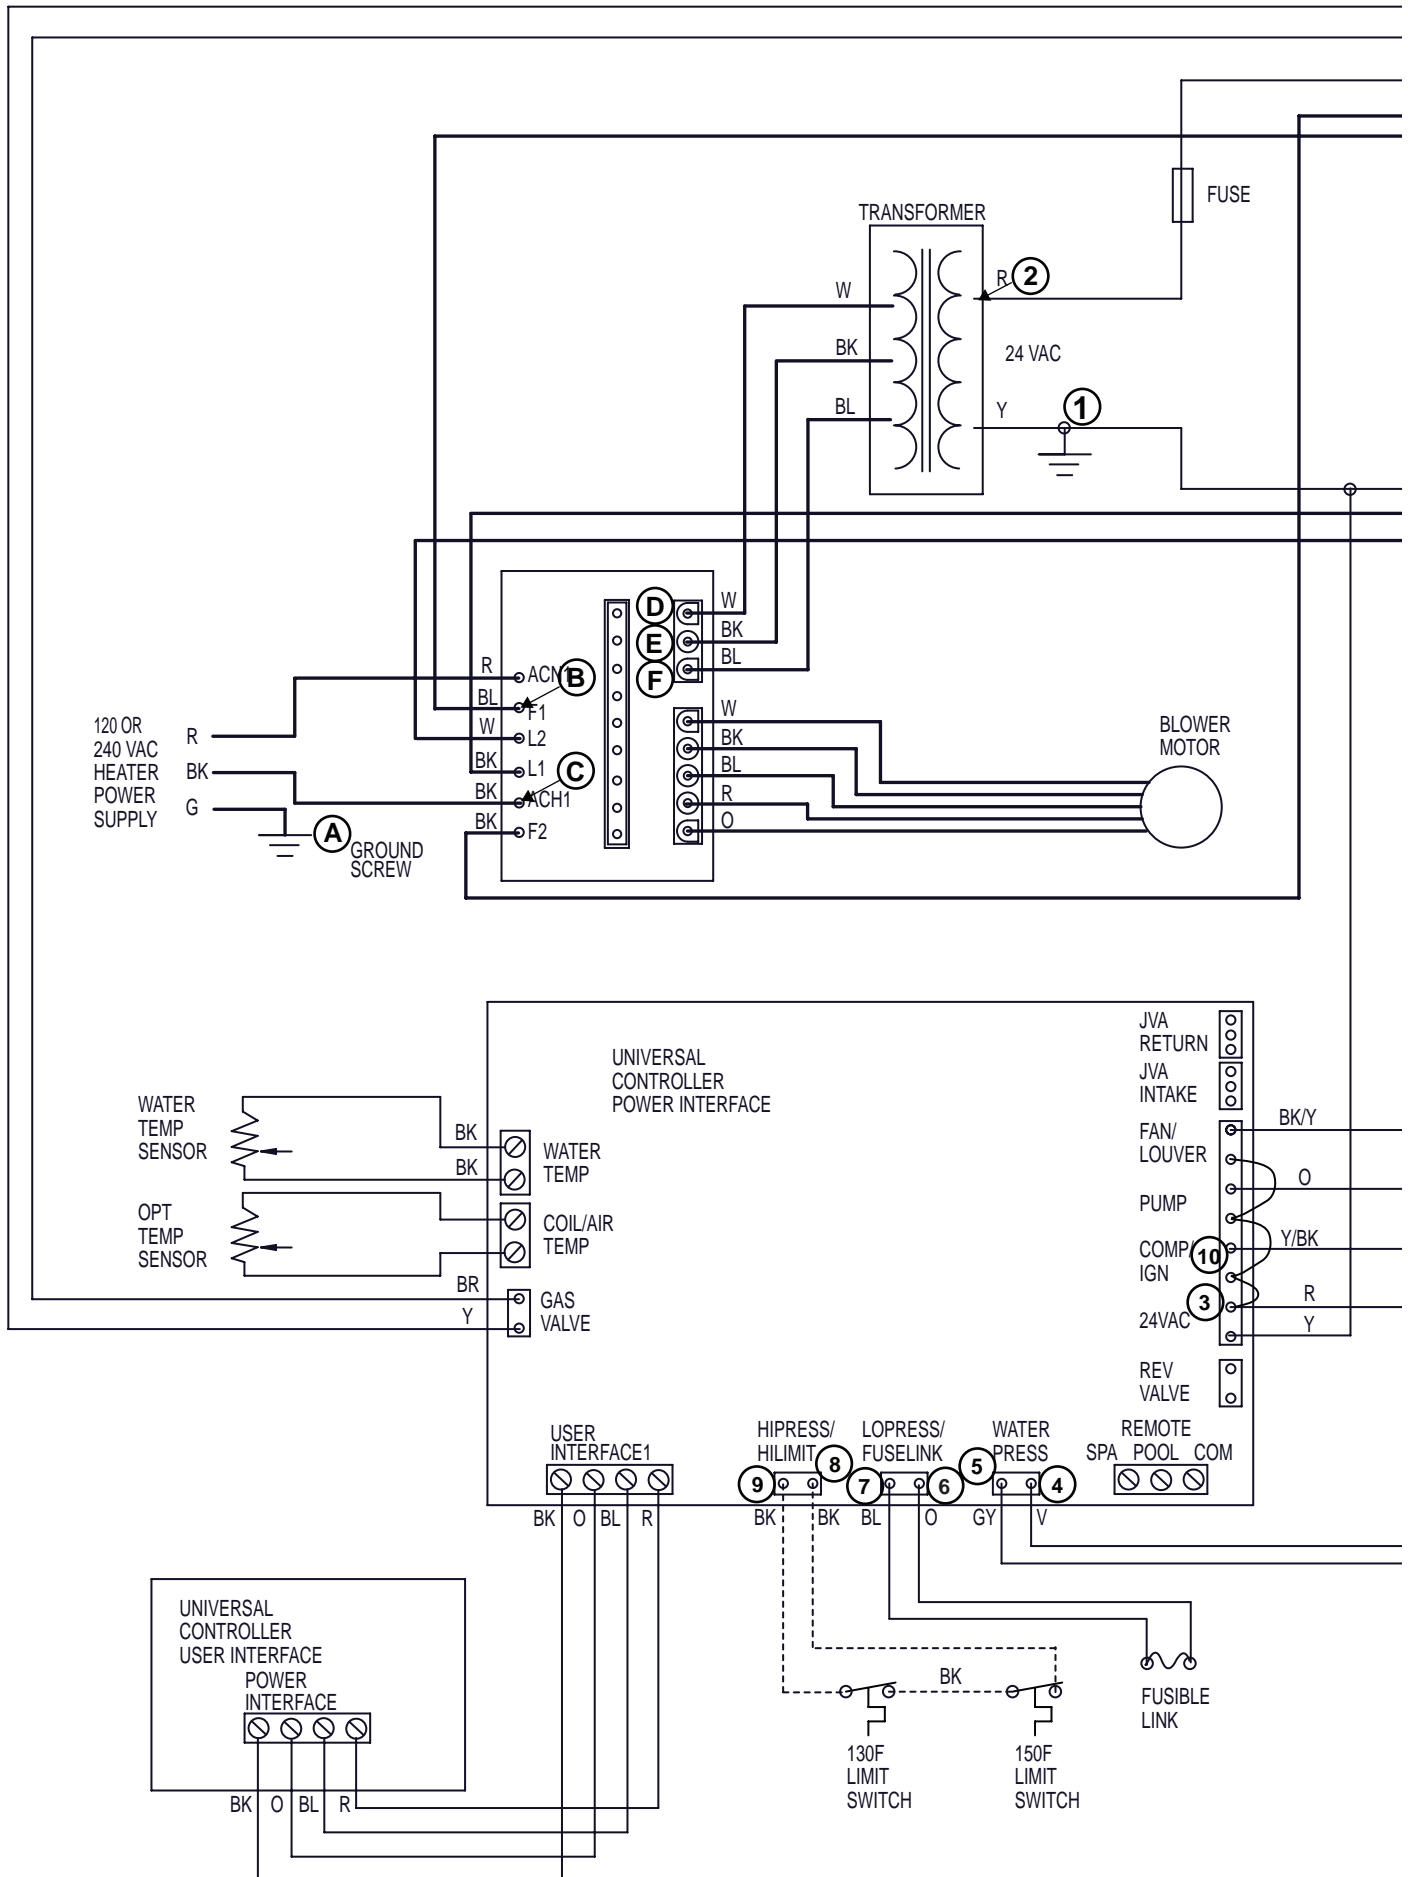 FUSE
TRANSFORMER
R
2
W
BK
24 VAC
BL
Y
1
D
W
E
BK
F
BL
R
ACN1
B
BL
F1
W
L2
BK
L1
C
BK
ACH1
BK
F2
W
BK
BL
R
O
BLOWER
MOTOR
120 OR
240 VAC
HEATER
POWER
SUPPLY
R
BK
G
A
GROUND
SCREW
UNIVERSAL
CONTROLLER
POWER INTERFACE
JVA
RETURN
JVA
INTAKE
FAN/
LOUVER
PUMP
COMP/
IGN
24VAC
10
3
BK/Y
O
Y/BK
R
Y
REV
VALVE
WATER
TEMP
SENSOR
BK
BK
WATER
TEMP
OPT
TEMP
SENSOR
COIL/AIR
TEMP
BR
Y
GAS
VALVE
USER
INTERFACE1
BK O BL R
HIPRESS/
HILIMIT
9
8
BK
BK
LOPRESS/
FUSELINK
7
6
BL
O
WATER
PRESS
5
4
GY
V
REMOTE
SPA POOL COM
UNIVERSAL
CONTROLLER
USER INTERFACE
POWER
INTERFACE
BK O BL R
BK
130F
LIMIT
SWITCH
150F
LIMIT
SWITCH
FUSIBLE
LINK